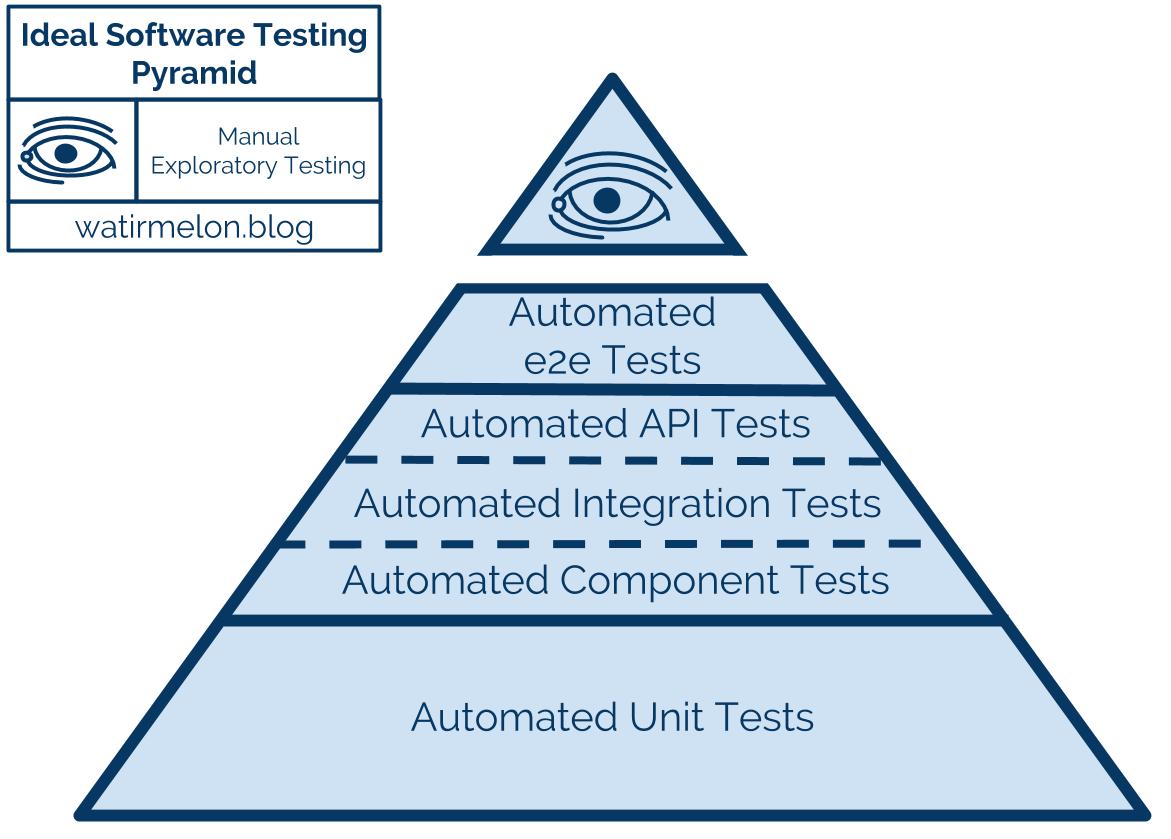 Ideal Software Testing
Pyramid
Manual
Exploratory Testing
watirmelon.blog
Automated
e2e Tests
Automated API Tests
Automated Integration Tests
Automated Component Tests
Automated Unit Tests